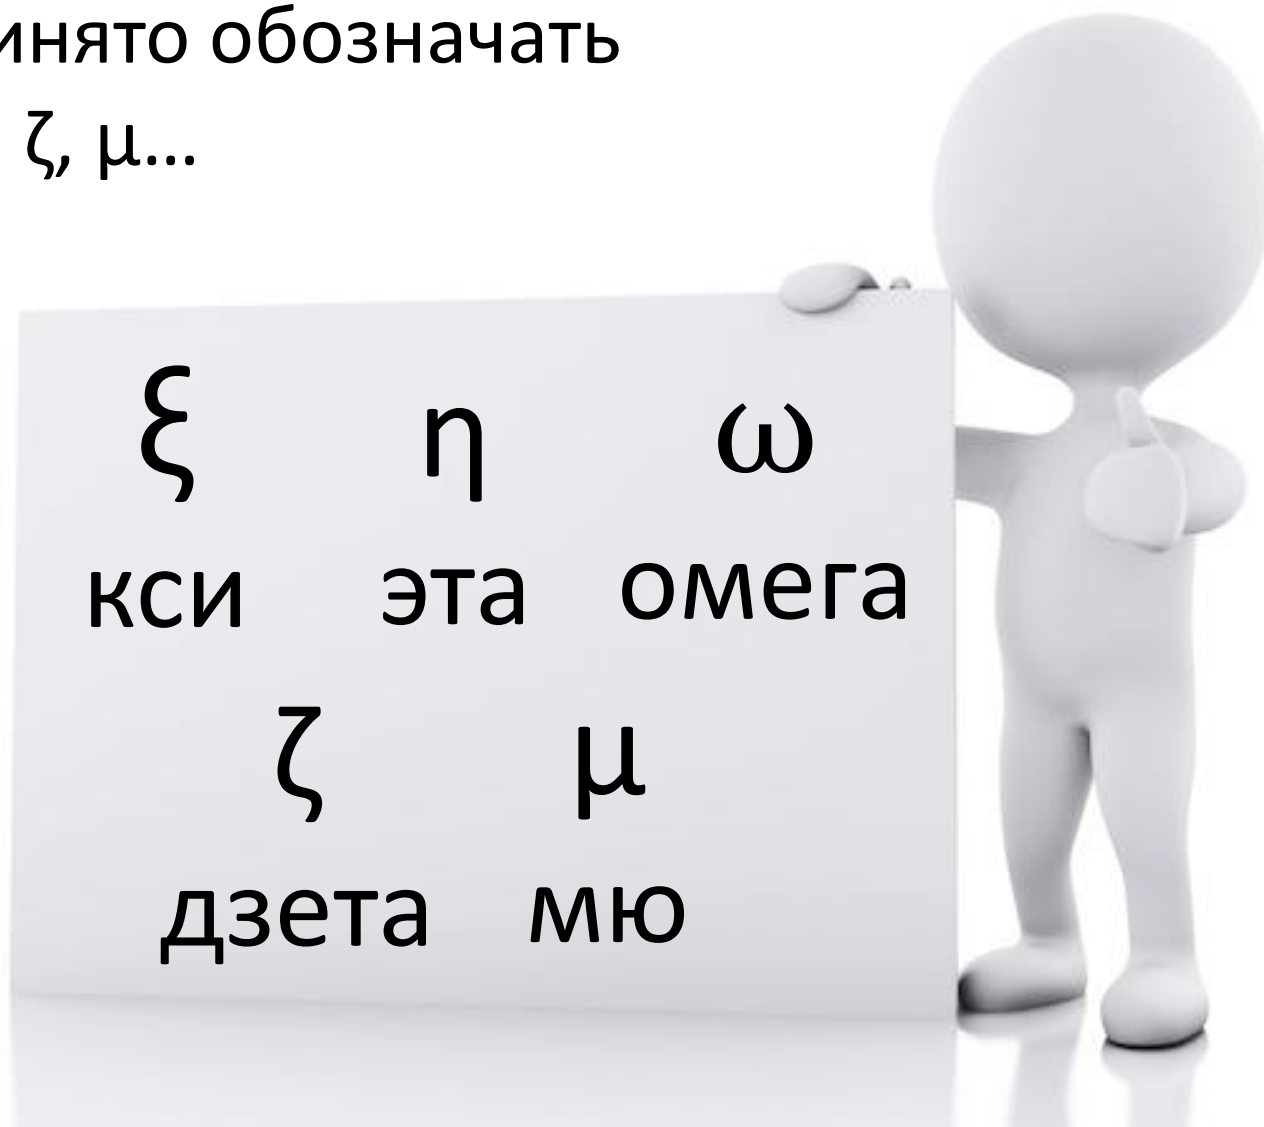 инято обозначать
ζ, μ...
ξ η ω
кси эта омега
ζ μ
дзета мю